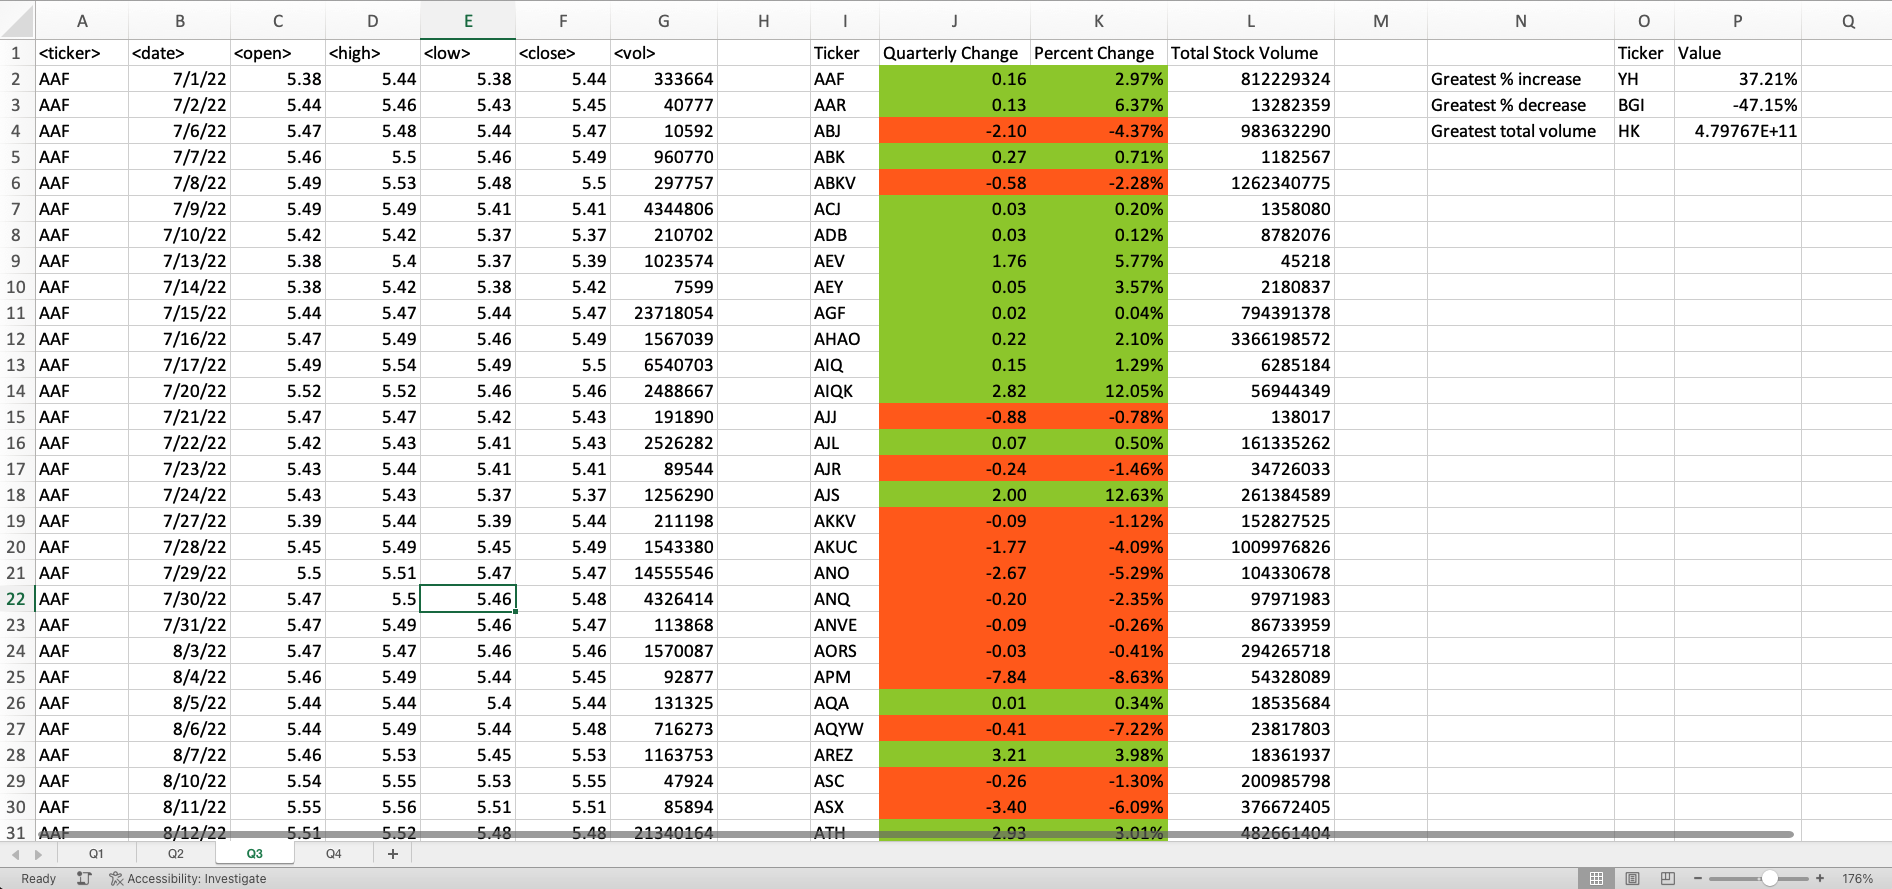 A B C D E F G H I J K L M N O P Q
1 <ticker> <date> <open> <high> <low> <close> <vol> Ticker Quarterly Change Percent Change Total Stock Volume Ticker Value
2 AAF 7/1/22 5.38 5.44 5.38 5.44 333664 AAF 0.16 2.97% 812229324 Greatest % increase YH 37.21%
3 AAF 7/2/22 5.44 5.46 5.43 5.45 40777 AAR 0.13 6.37% 13282359 Greatest % decrease BGI -47.15%
4 AAF 7/6/22 5.47 5.48 5.44 5.47 10592 ABJ -2.10 -4.37% 983632290 Greatest total volume HK 4.79767E+11
5 AAF 7/7/22 5.46 5.5 5.46 5.49 960770 ABK 0.27 0.71% 1182567
6 AAF 7/8/22 5.49 5.53 5.48 5.5 297757 ABKV -0.58 -2.28% 1262340775
7 AAF 7/9/22 5.49 5.49 5.41 5.41 4344806 ACJ 0.03 0.20% 1358080
8 AAF 7/10/22 5.42 5.42 5.37 5.37 210702 ADB 0.03 0.12% 8782076
9 AAF 7/13/22 5.38 5.4 5.37 5.39 1023574 AEV 1.76 5.77% 45218
10 AAF 7/14/22 5.38 5.42 5.38 5.42 7599 AEY 0.05 3.57% 2180837
11 AAF 7/15/22 5.44 5.47 5.44 5.47 23718054 AGF 0.02 0.04% 794391378
12 AAF 7/16/22 5.47 5.49 5.46 5.49 1567039 AHAO 0.22 2.10% 3366198572
13 AAF 7/17/22 5.49 5.54 5.49 5.5 6540703 AIQ 0.15 1.29% 6285184
14 AAF 7/20/22 5.52 5.52 5.46 5.46 2488667 AIQK 2.82 12.05% 56944349
15 AAF 7/21/22 5.47 5.47 5.42 5.43 191890 AJJ -0.88 -0.78% 138017
16 AAF 7/22/22 5.42 5.43 5.41 5.43 2526282 AJL 0.07 0.50% 161335262
17 AAF 7/23/22 5.43 5.44 5.41 5.41 89544 AJR -0.24 -1.46% 34726033
18 AAF 7/24/22 5.43 5.43 5.37 5.37 1256290 AJS 2.00 12.63% 261384589
19 AAF 7/27/22 5.39 5.44 5.39 5.44 211198 AKKV -0.09 -1.12% 152827525
20 AAF 7/28/22 5.45 5.49 5.45 5.49 1543380 AKUC -1.77 -4.09% 1009976826
21 AAF 7/29/22 5.5 5.51 5.47 5.47 14555546 ANO -2.67 -5.29% 104330678
22 AAF 7/30/22 5.47 5.5 5.46 5.48 4326414 ANQ -0.20 -2.35% 97971983
23 AAF 7/31/22 5.47 5.49 5.46 5.47 113868 ANVE -0.09 -0.26% 86733959
24 AAF 8/3/22 5.47 5.47 5.46 5.46 1570087 AORS -0.03 -0.41% 294265718
25 AAF 8/4/22 5.46 5.49 5.44 5.45 92877 APM -7.84 -8.63% 54328089
26 AAF 8/5/22 5.44 5.44 5.4 5.44 131325 AQA 0.01 0.34% 18535684
27 AAF 8/6/22 5.44 5.49 5.44 5.48 716273 AQYW -0.41 -7.22% 23817803
28 AAF 8/7/22 5.46 5.53 5.45 5.53 1163753 AREZ 3.21 3.98% 18361937
29 AAF 8/10/22 5.54 5.55 5.53 5.55 47924 ASC -0.26 -1.30% 200985798
30 AAF 8/11/22 5.55 5.56 5.51 5.51 85894 ASX -3.40 -6.09% 376672405
31 AAF 8/12/22 5.51 5.52 5.48 5.48 21340164 ATH 2.93 3.01% 482661404
Q1 Q2 Q3 Q4 +
Ready Accessibility: Investigate − + 176%